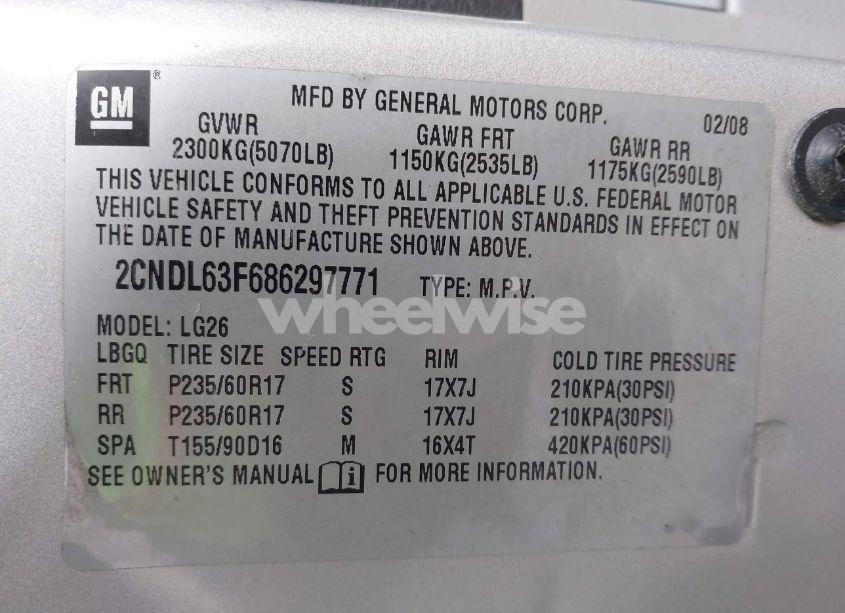 GM ®
MFD BY GENERAL MOTORS CORP. 02/08
GVWR GAWR FRT GAWR RR
2300KG(5070LB) 1150KG(2535LB) 1175KG(2590LB)
THIS VEHICLE CONFORMS TO ALL APPLICABLE U.S. FEDERAL MOTOR
VEHICLE SAFETY AND THEFT PREVENTION STANDARDS IN EFFECT ON
THE DATE OF MANUFACTURE SHOWN ABOVE.
2CNDL63F686297771 TYPE: M.P.V.
wheelwise
MODEL: LG26
LBGQ TIRE SIZE SPEED RTG RIM COLD TIRE PRESSURE
FRT P235/60R17 S 17X7J 210KPA(30PSI)
RR P235/60R17 S 17X7J 210KPA(30PSI)
SPA T155/90D16 M 16X4T 420KPA(60PSI)
SEE OWNER'S MANUAL i FOR MORE INFORMATION.